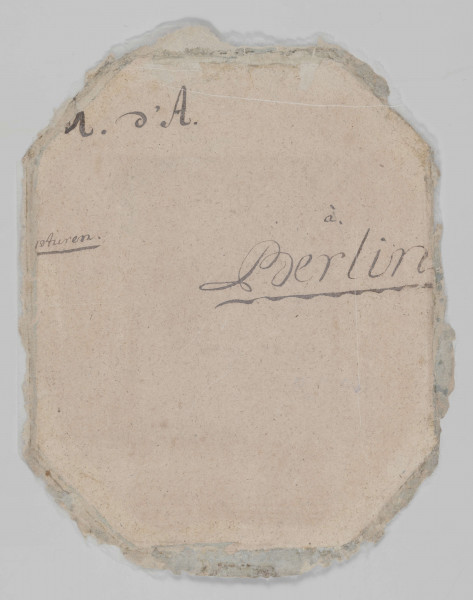 A. d'A.
à.
Berlin